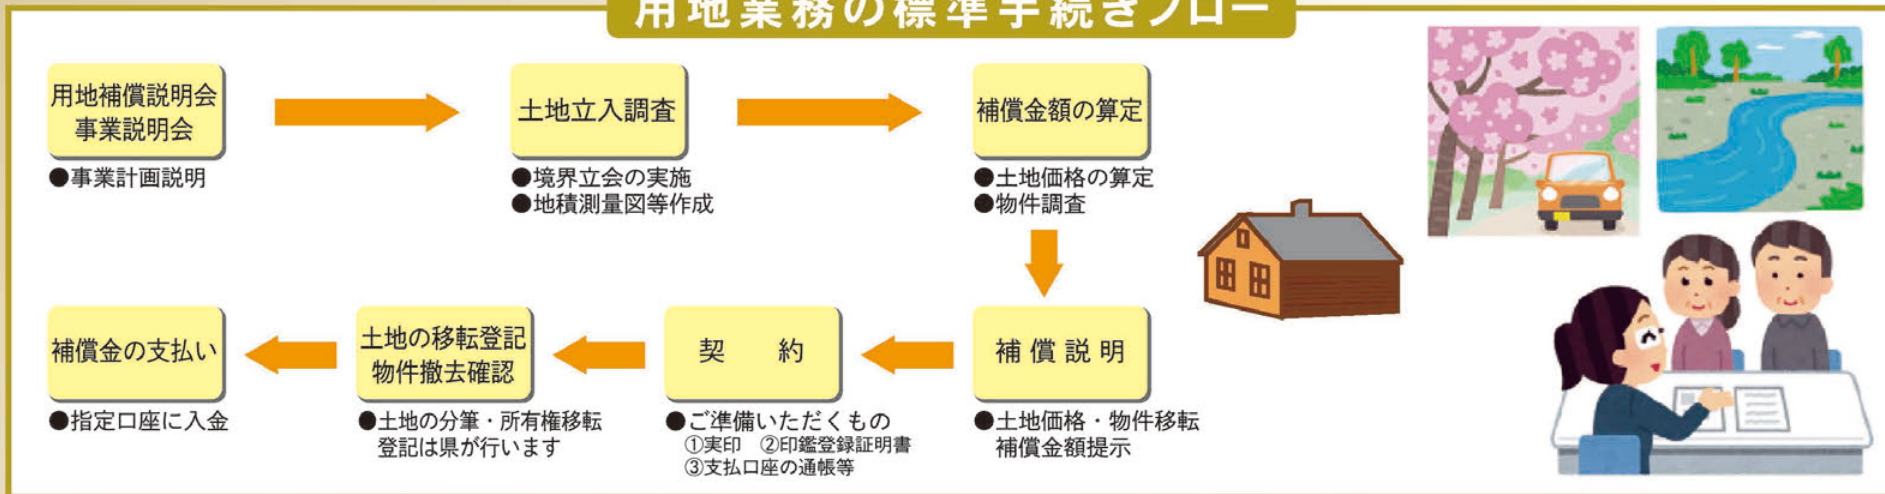 用地業務の標準手続きフロー
用地補償説明会
事業説明会
●事業計画説明
土地立入調査
●境界立会の実施
●地積測量図等作成
補償金額の算定
●土地価格の算定
●物件調査
補償説明
●土地価格・物件移転
補償金額提示
契　約
●ご準備いただくもの
①実印　②印鑑登録証明書
③支払口座の通帳等
土地の移転登記
物件撤去確認
●土地の分筆・所有権移転
登記は県が行います
補償金の支払い
●指定口座に入金